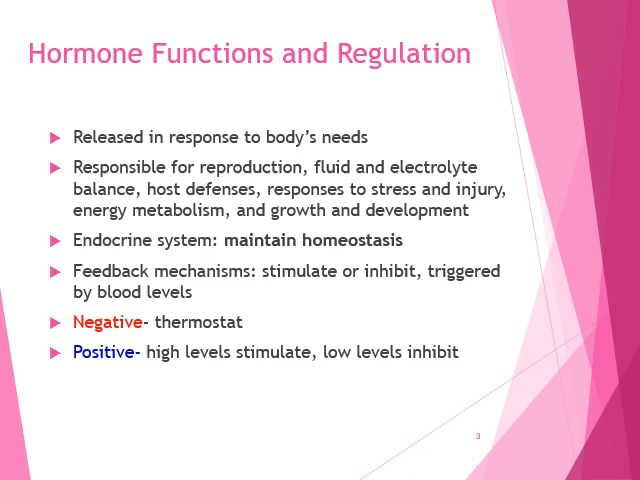 Hormone Functions and Regulation
Released in response to body's needs
Responsible for reproduction, fluid and electrolyte
balance, host defenses, responses to stress and injury,
energy metabolism, and growth and development
Endocrine system: maintain homeostasis
Feedback mechanisms: stimulate or inhibit, triggered
by blood levels
Negative- thermostat
Positive- high levels stimulate, low levels inhibit
3